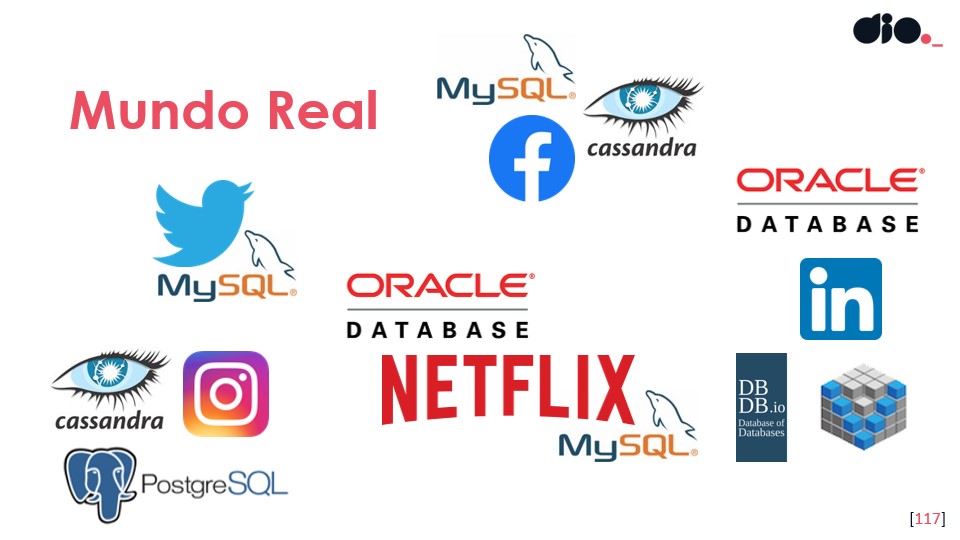 dio._
Mundo Real
MySQL®
cassandra
f
ORACLE®
DATABASE
MySQL®
ORACLE®
DATABASE
in
cassandra
NETFLIX
MySQL®
DB
DB.io
Database of
Databases
PostgreSQL
[117]